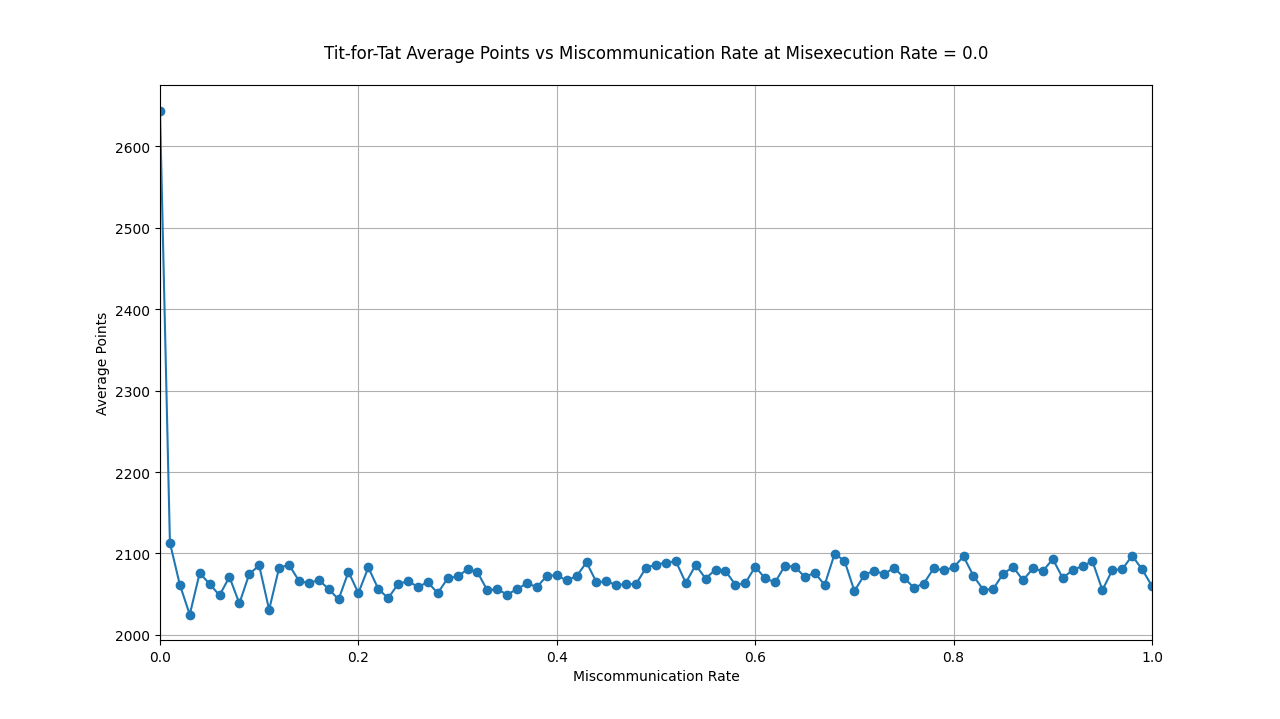 Tit-for-Tat Average Points vs Miscommunication Rate at Misexecution Rate = 0.0
Average Points
2600
2500
2400
2300
2200
2100
2000
0.0 0.2 0.4 0.6 0.8 1.0
Miscommunication Rate